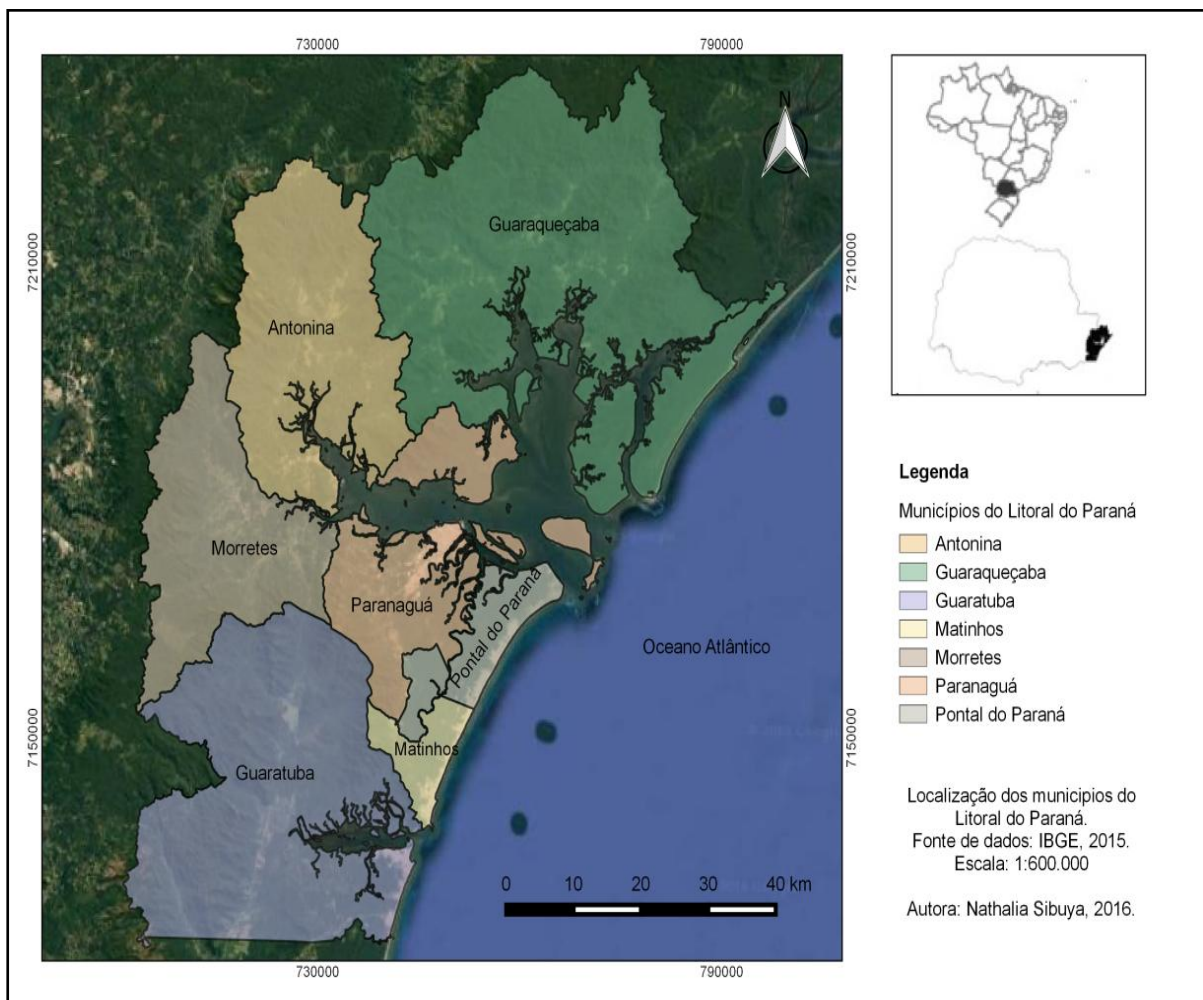 730000
790000
N
7210000
7210000
Guaraqueçaba
Antonina
Morretes
Paranaguá
Pontal do Paraná
Oceano Atlântico
Matinhos
Guaratuba
7150000
7150000
0 10 20 30 40 km
730000
790000
Legenda
Municípios do Litoral do Paraná
Antonina
Guaraqueçaba
Guaratuba
Matinhos
Morretes
Paranaguá
Pontal do Paraná
Localização dos municipios do
Litoral do Paraná.
Fonte de dados: IBGE, 2015.
Escala: 1:600.000
Autora: Nathalia Sibuya, 2016.